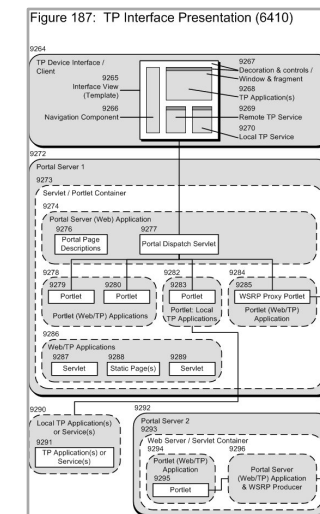 Figure 187: TP Interface Presentation (6410)
9264
TP Device Interface /
Client
9265
Interface View
(Template)
9266
Navigation Component
9267
Decoration & controls /
Window & fragment
9268
TP Application(s)
9269
Remote TP Service
9270
Local TP Service
9272
Portal Server 1
9273
Servlet / Portlet Container
9274
Portal Server (Web) Application
9276
Portal Page
Descriptions
9277
Portal Dispatch Servlet
9278
9279
Portlet
9280
Portlet
Portlet (Web/TP) Applications
9282
9283
Portlet
Portlet: Local
TP Applications
9284
9285
WSRP Proxy Portlet
Portlet (Web/TP)
Application
9286
Web/TP Applications
9287
Servlet
9288
Static Page(s)
9289
Servlet
9290
Local TP Application(s)
or Service(s)
9291
TP Application(s) or
Service(s)
9292
Portal Server 2
9293
Web Server / Servlet Container
9294
Portlet (Web/TP)
Application
9295
Portlet
9296
Portal Server
(Web/TP) Application
& WSRP Producer